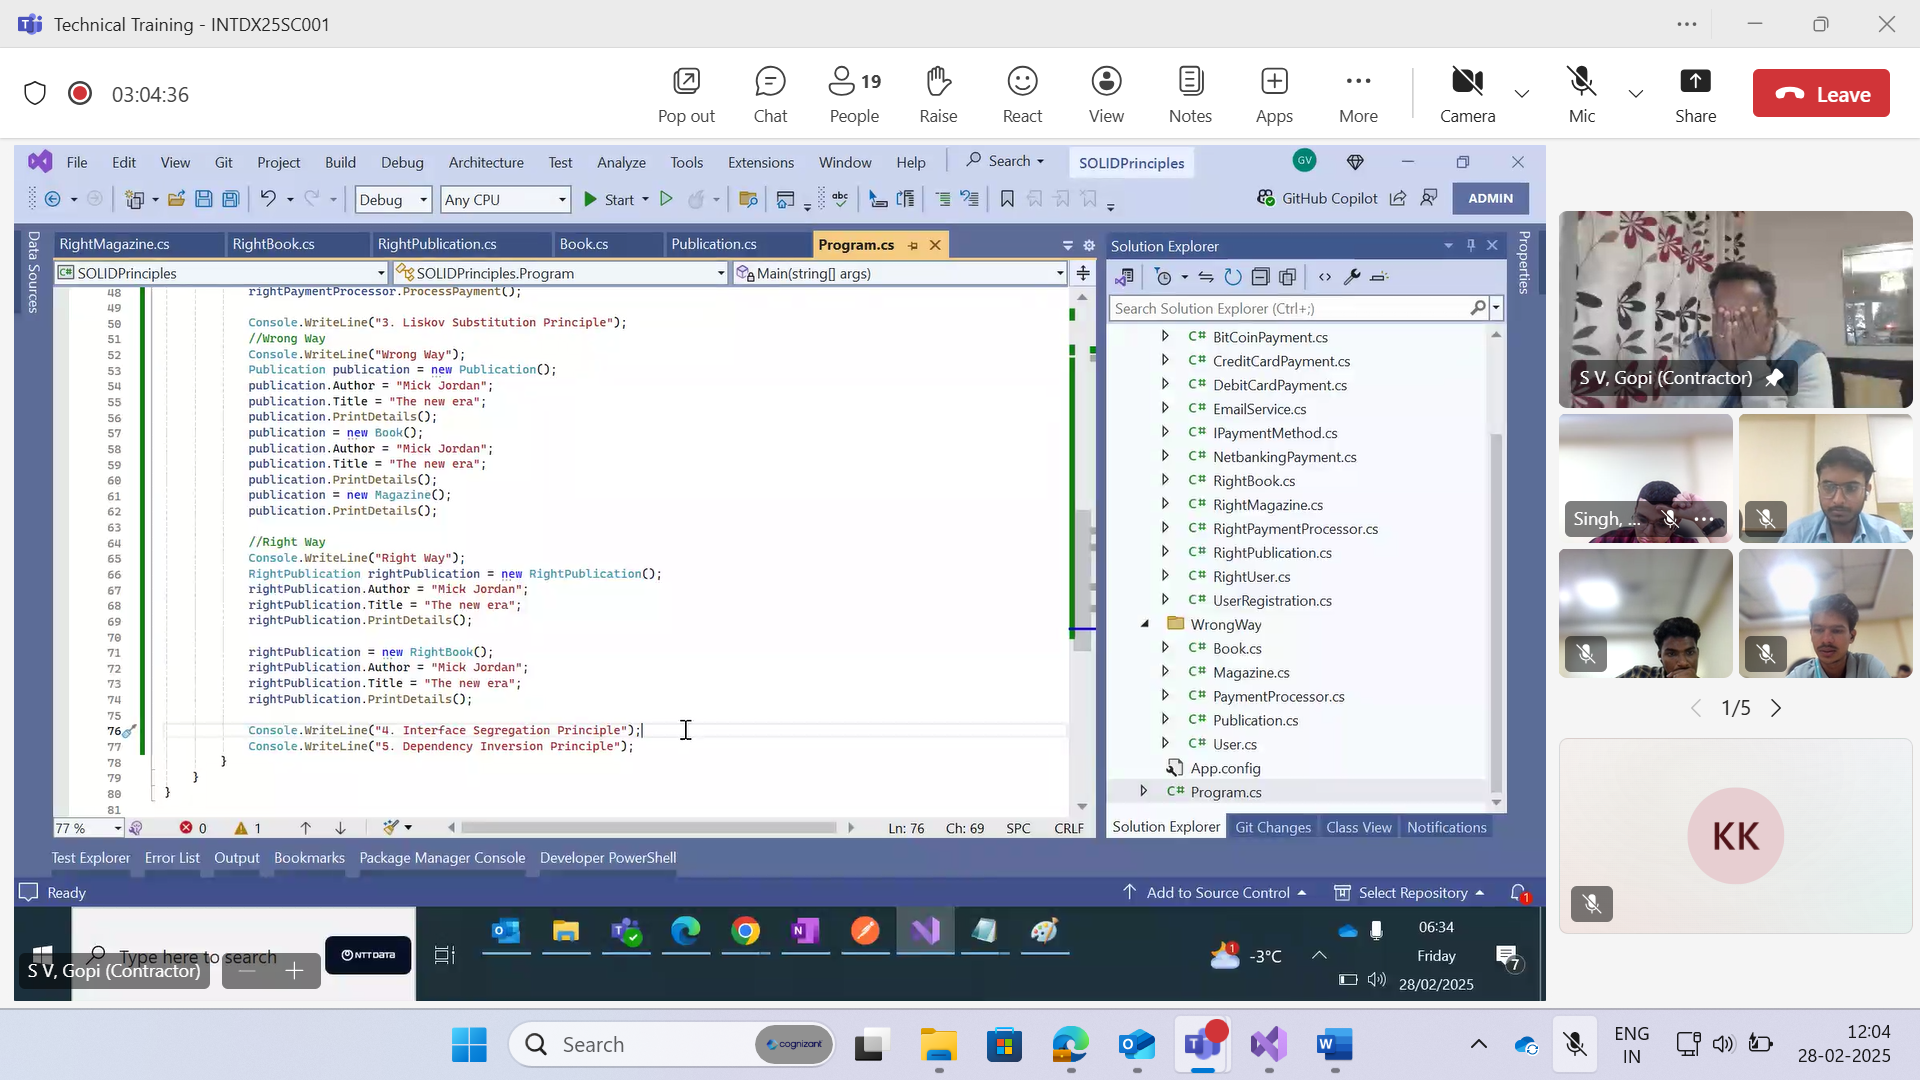 Technical Training - INTDX25SC001
03:04:36
Pop out
Chat
19
People
Raise
React
View
Notes
Apps
More
Camera
Mic
Share
Leave
File Edit View Git Project Build Debug Architecture Test Analyze Tools Extensions Window Help Search SOLIDPrinciples GV
Debug Any CPU Start abc GitHub Copilot ADMIN
Data Sources
RightMagazine.cs RightBook.cs RightPublication.cs Book.cs Publication.cs Program.cs
SOLIDPrinciples SOLIDPrinciples.Program Main(string[] args)
48 rightPaymentProcessor.ProcessPayment();
49
50 Console.WriteLine("3. Liskov Substitution Principle");
51 //Wrong Way
52 Console.WriteLine("Wrong Way");
53 Publication publication = new Publication();
54 publication.Author = "Mick Jordan";
55 publication.Title = "The new era";
56 publication.PrintDetails();
57 publication = new Book();
58 publication.Author = "Mick Jordan";
59 publication.Title = "The new era";
60 publication.PrintDetails();
61 publication = new Magazine();
62 publication.PrintDetails();
63
64 //Right Way
65 Console.WriteLine("Right Way");
66 RightPublication rightPublication = new RightPublication();
67 rightPublication.Author = "Mick Jordan";
68 rightPublication.Title = "The new era";
69 rightPublication.PrintDetails();
70
71 rightPublication = new RightBook();
72 rightPublication.Author = "Mick Jordan";
73 rightPublication.Title = "The new era";
74 rightPublication.PrintDetails();
75
76 Console.WriteLine("4. Interface Segregation Principle");
77 Console.WriteLine("5. Dependency Inversion Principle");
78 }
79 }
80 }
81
77 % 0 1 Ln: 76 Ch: 69 SPC CRLF
Solution Explorer
Properties
Search Solution Explorer (Ctrl+;)
C# BitCoinPayment.cs
C# CreditCardPayment.cs
C# DebitCardPayment.cs
C# EmailService.cs
C# IPaymentMethod.cs
C# NetbankingPayment.cs
C# RightBook.cs
C# RightMagazine.cs
C# RightPaymentProcessor.cs
C# RightPublication.cs
C# RightUser.cs
C# UserRegistration.cs
WrongWay
C# Book.cs
C# Magazine.cs
C# PaymentProcessor.cs
C# Publication.cs
C# User.cs
App.config
C# Program.cs
Solution Explorer Git Changes Class View Notifications
Test Explorer Error List Output Bookmarks Package Manager Console Developer PowerShell
Ready Add to Source Control Select Repository 1
Type here to search
NTT DATA
S V, Gopi (Contractor)
1
-3°C
06:34
Friday
28/02/2025
7
S V, Gopi (Contractor)
Singh, ...
1/5
KK
Search
cognizant
ENG
IN
12:04
28-02-2025